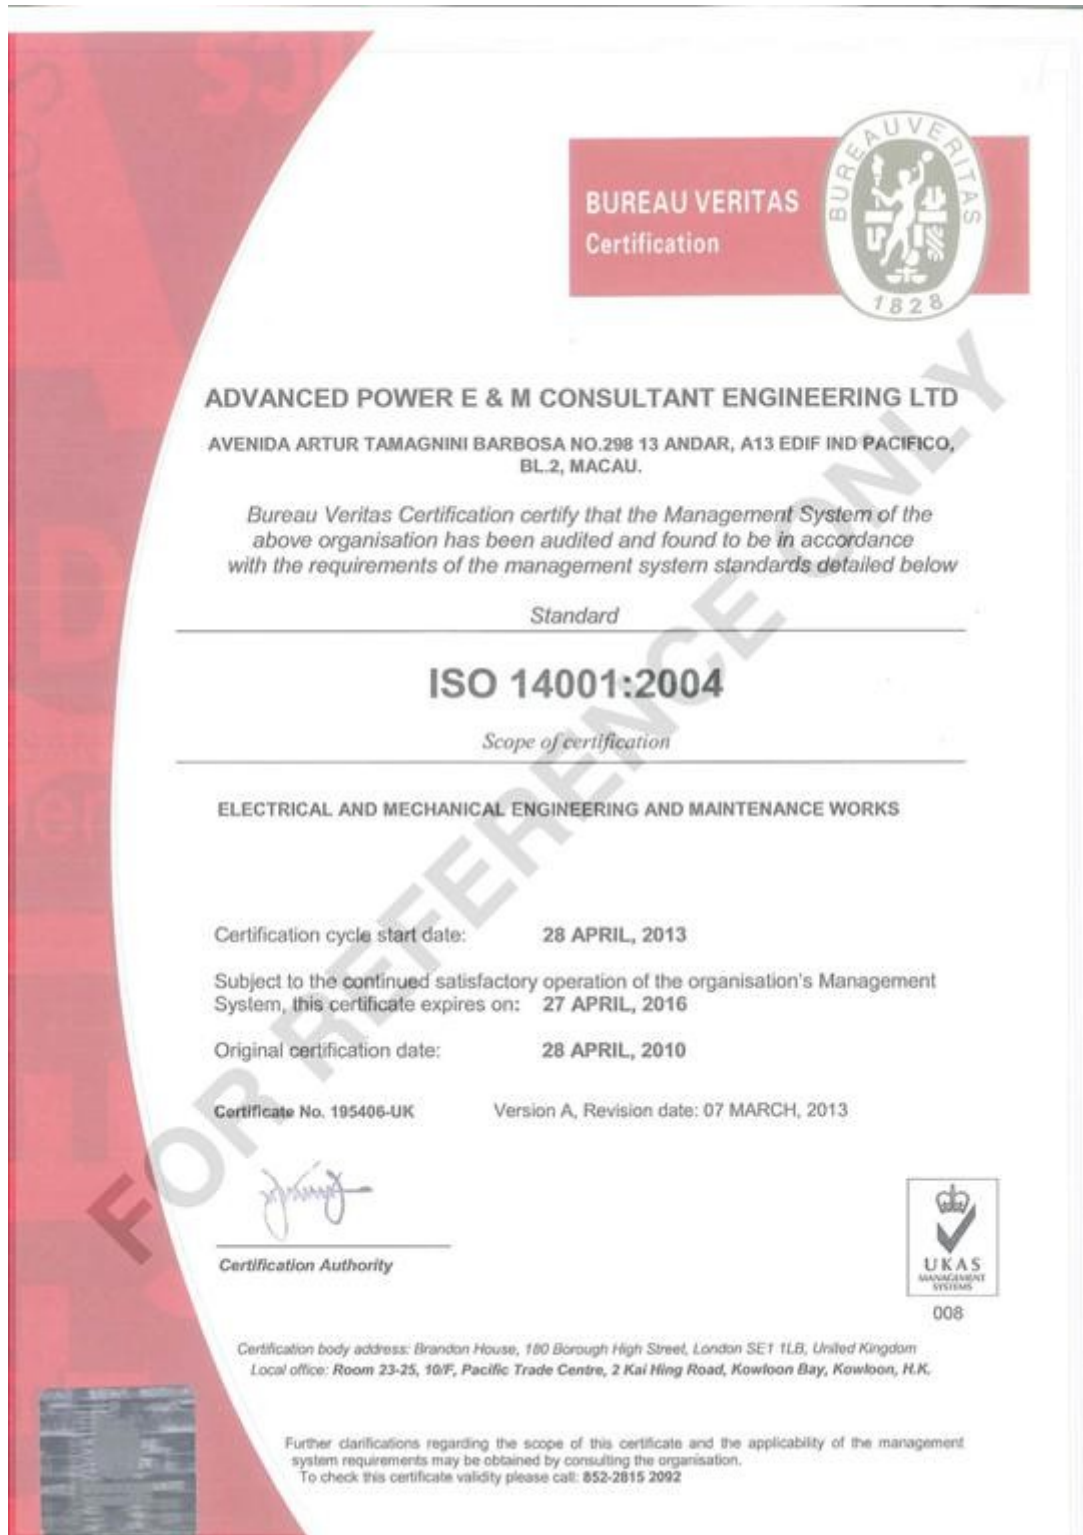 BUREAU VERITAS
Certification
BUREAU VERITAS
1828
ADVANCED POWER E & M CONSULTANT ENGINEERING LTD
AVENIDA ARTUR TAMAGNINI BARBOSA NO.298 13 ANDAR, A13 EDIF IND PACIFICO,
BL.2, MACAU.
Bureau Veritas Certification certify that the Management System of the
above organisation has been audited and found to be in accordance
with the requirements of the management system standards detailed below
Standard
ISO 14001:2004
Scope of certification
ELECTRICAL AND MECHANICAL ENGINEERING AND MAINTENANCE WORKS
Certification cycle start date: 28 APRIL, 2013
Subject to the continued satisfactory operation of the organisation's Management
System, this certificate expires on: 27 APRIL, 2016
Original certification date: 28 APRIL, 2010
Certificate No. 195406-UK Version A, Revision date: 07 MARCH, 2013
FOR REFERENCE ONLY
Certification Authority
UKAS
MANAGEMENT
SYSTEMS
008
Certification body address: Brandon House, 180 Borough High Street, London SE1 1LB, United Kingdom
Local office: Room 23-25, 10/F, Pacific Trade Centre, 2 Kai Hing Road, Kowloon Bay, Kowloon, H.K.
Further clarifications regarding the scope of this certificate and the applicability of the management
system requirements may be obtained by consulting the organisation.
To check this certificate validity please call: 852-2815 2092